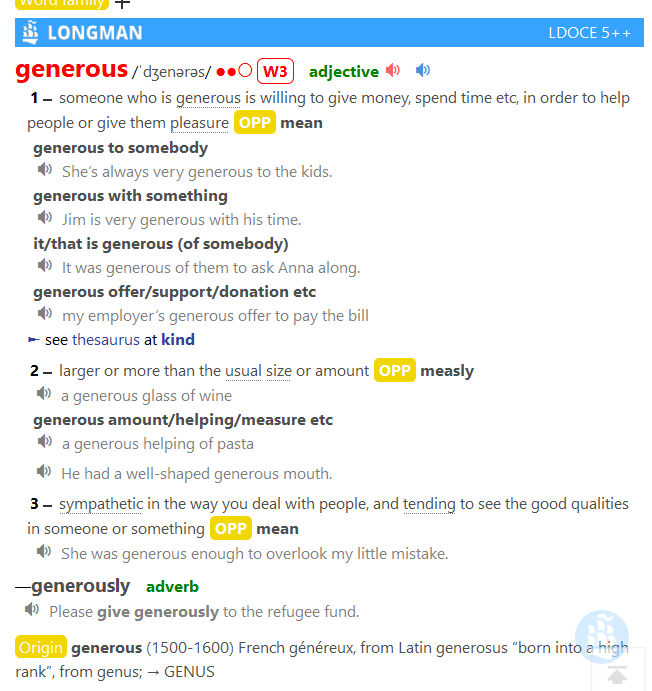 Word family
LONGMAN LDOCE 5++
generous /ˈdʒenərəs/ ●●○ W3 adjective
1 – someone who is generous is willing to give money, spend time etc, in order to help
people or give them pleasure OPP mean
generous to somebody
She’s always very generous to the kids.
generous with something
Jim is very generous with his time.
it/that is generous (of somebody)
It was generous of them to ask Anna along.
generous offer/support/donation etc
my employer’s generous offer to pay the bill
► see thesaurus at kind
2 – larger or more than the usual size or amount OPP measly
a generous glass of wine
generous amount/helping/measure etc
a generous helping of pasta
He had a well-shaped generous mouth.
3 – sympathetic in the way you deal with people, and tending to see the good qualities
in someone or something OPP mean
She was generous enough to overlook my little mistake.
—generously adverb
Please give generously to the refugee fund.
Origin generous (1500-1600) French généreux, from Latin generosus “born into a high
rank”, from genus; → GENUS